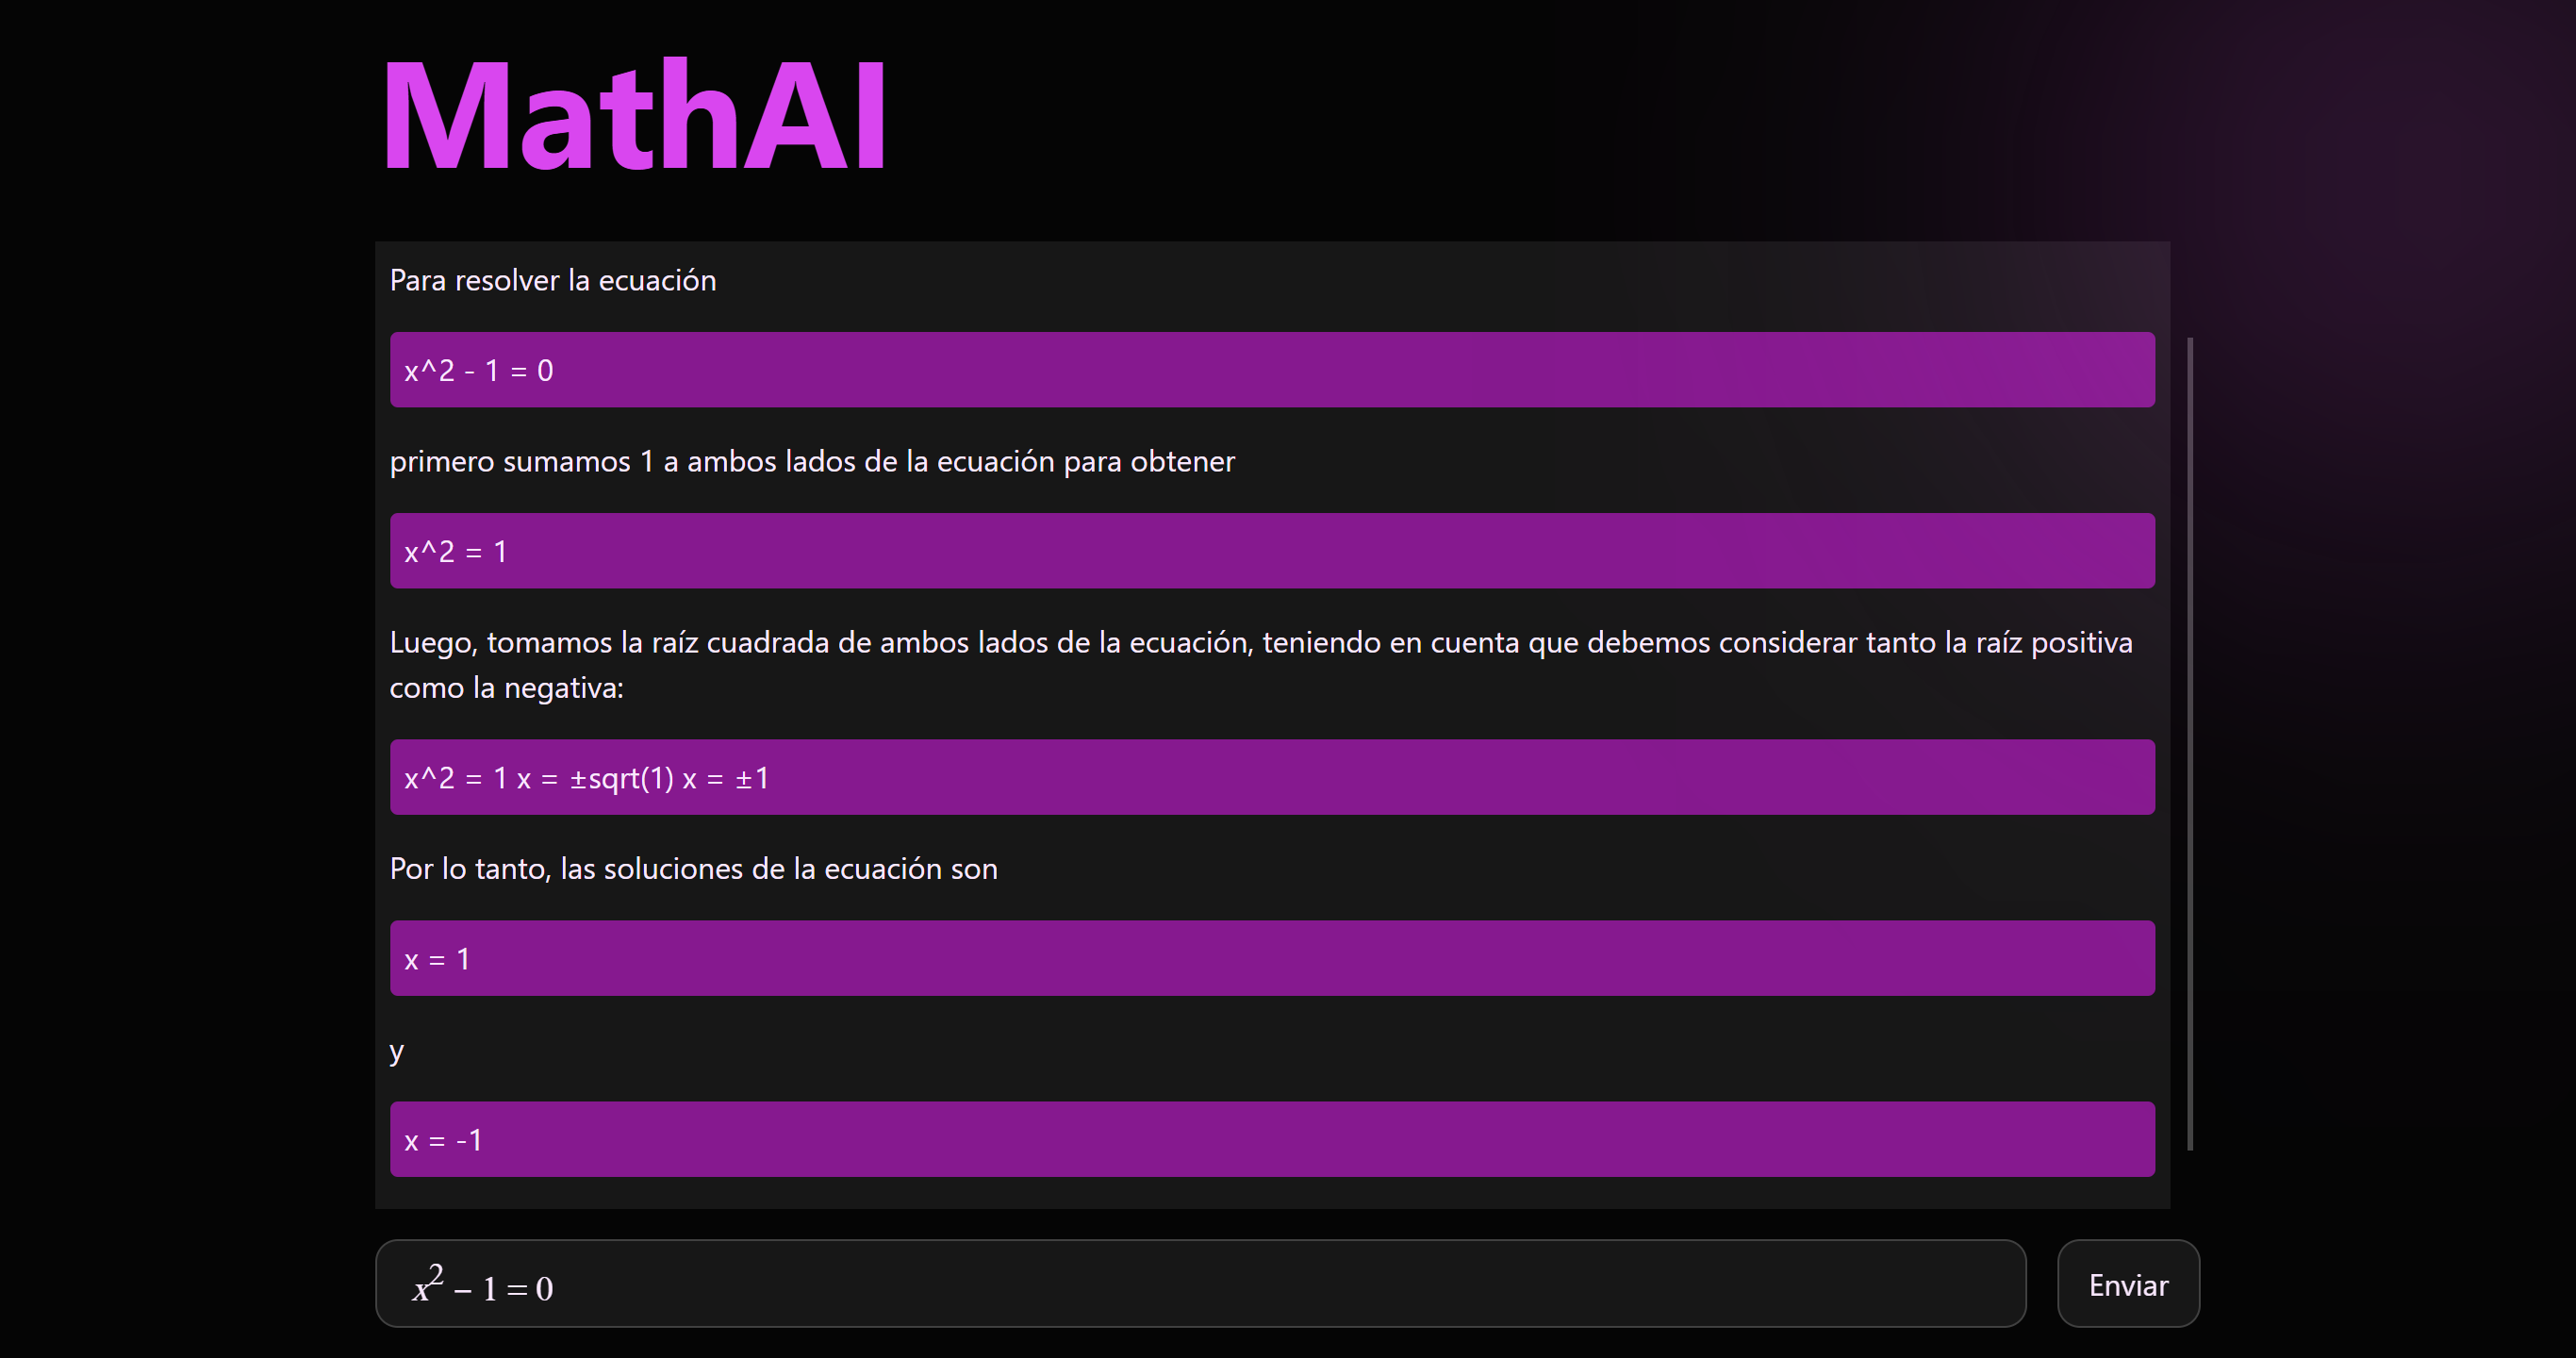 MathAI
Para resolver la ecuación
x^2 - 1 = 0
primero sumamos 1 a ambos lados de la ecuación para obtener
x^2 = 1
Luego, tomamos la raíz cuadrada de ambos lados de la ecuación, teniendo en cuenta que debemos considerar tanto la raíz positiva
como la negativa:
x^2 = 1 x = ±sqrt(1) x = ±1
Por lo tanto, las soluciones de la ecuación son
x = 1
y
x = -1
x² − 1 = 0
Enviar